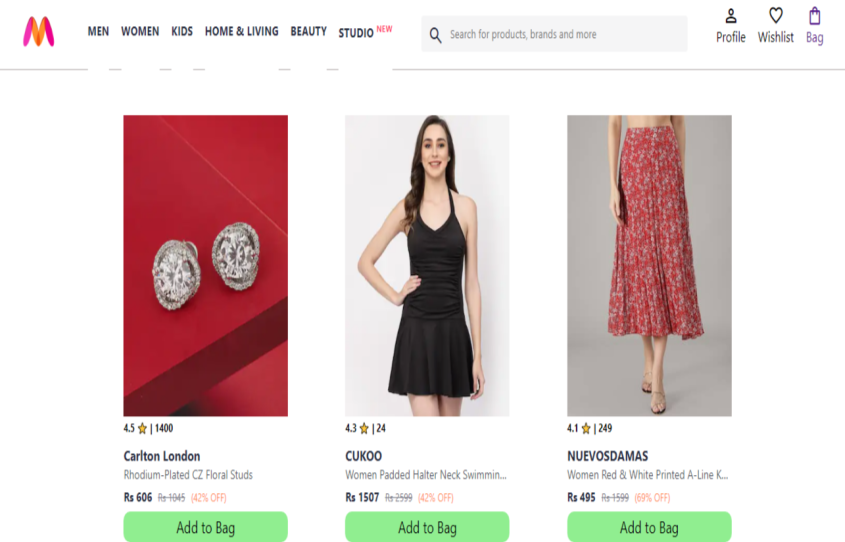 MEN WOMEN KIDS HOME & LIVING BEAUTY STUDIO NEW
Search for products, brands and more
Profile Wishlist Bag
4.5 | 1400
Carlton London
Rhodium-Plated CZ Floral Studs
Rs 606 Rs 1045 (42% OFF)
Add to Bag
4.3 | 24
CUKOO
Women Padded Halter Neck Swimmin...
Rs 1507 Rs 2599 (42% OFF)
Add to Bag
4.1 | 249
NUEVOSDAMAS
Women Red & White Printed A-Line K...
Rs 495 Rs 1599 (69% OFF)
Add to Bag